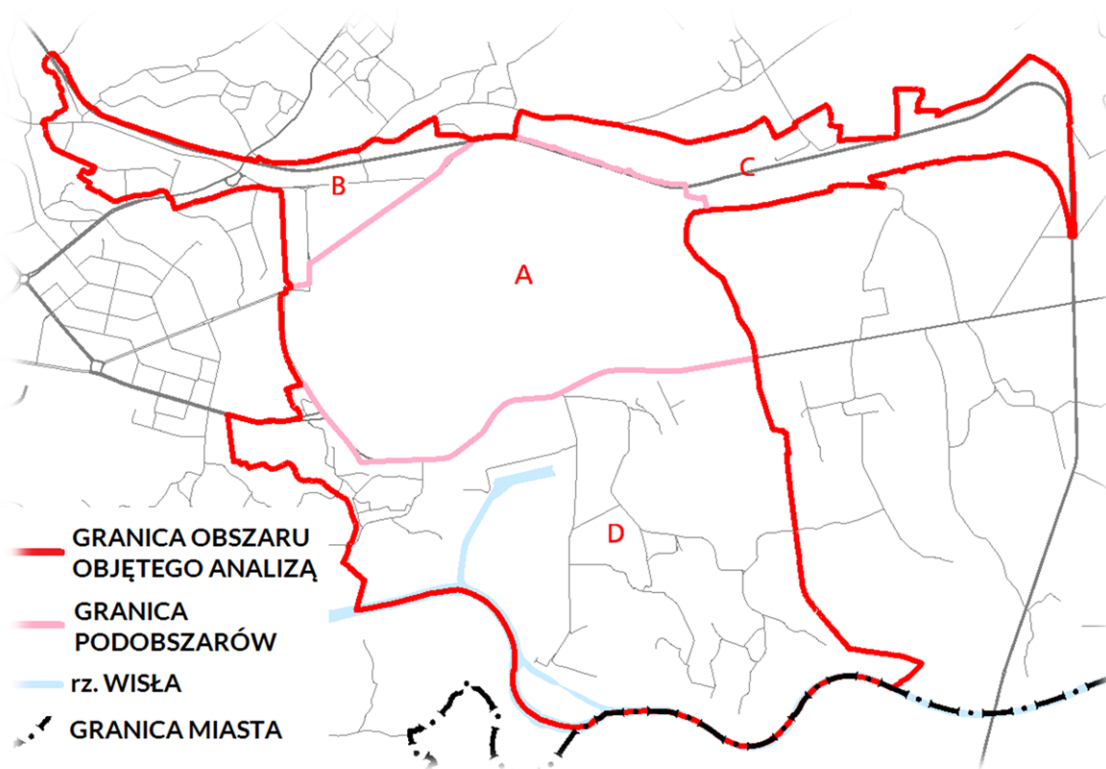 C
B
A
D
GRANICA OBSZARU
OBJĘTEGO ANALIZĄ
GRANICA
PODOBSZARÓW
rz. WISŁA
GRANICA MIASTA